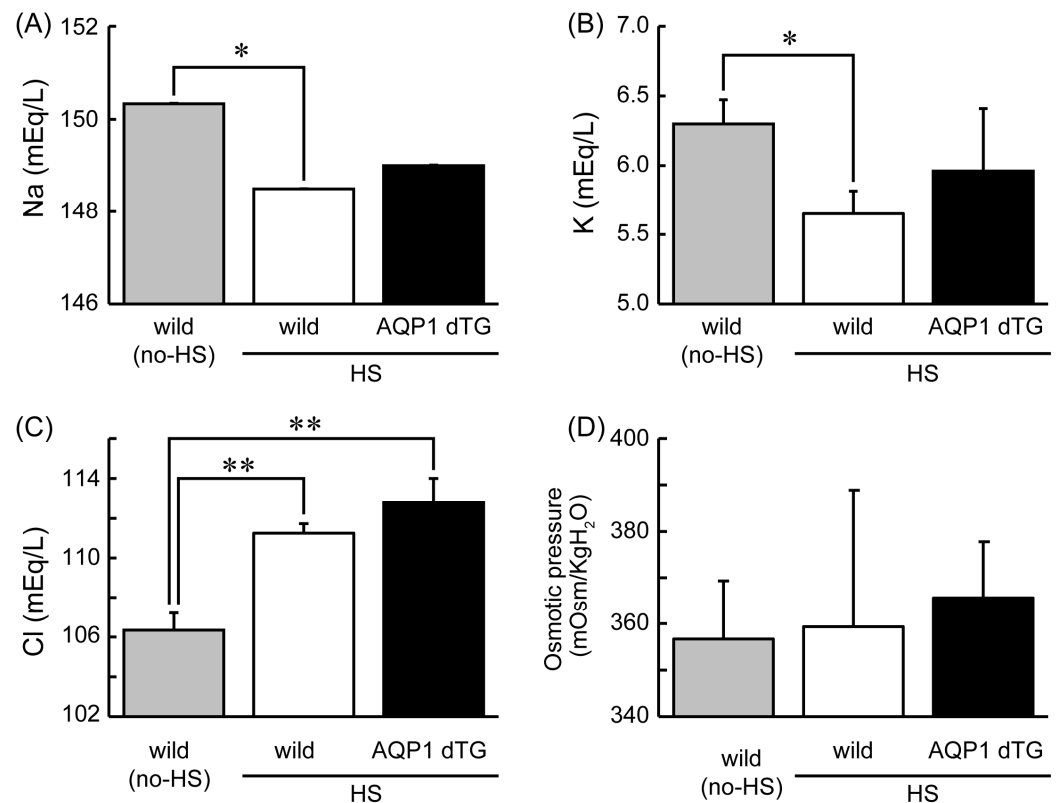 (A)
Na (mEq/L)
152
150
148
146
*
wild
(no-HS)
wild
AQP1 dTG
HS
(B)
K (mEq/L)
7.0
6.5
6.0
5.5
5.0
*
wild
(no-HS)
wild
AQP1 dTG
HS
(C)
Cl (mEq/L)
114
110
106
102
**
**
wild
(no-HS)
wild
AQP1 dTG
HS
(D)
Osmotic pressure
(mOsm/KgH₂O)
400
380
360
340
wild
(no-HS)
wild
AQP1 dTG
HS